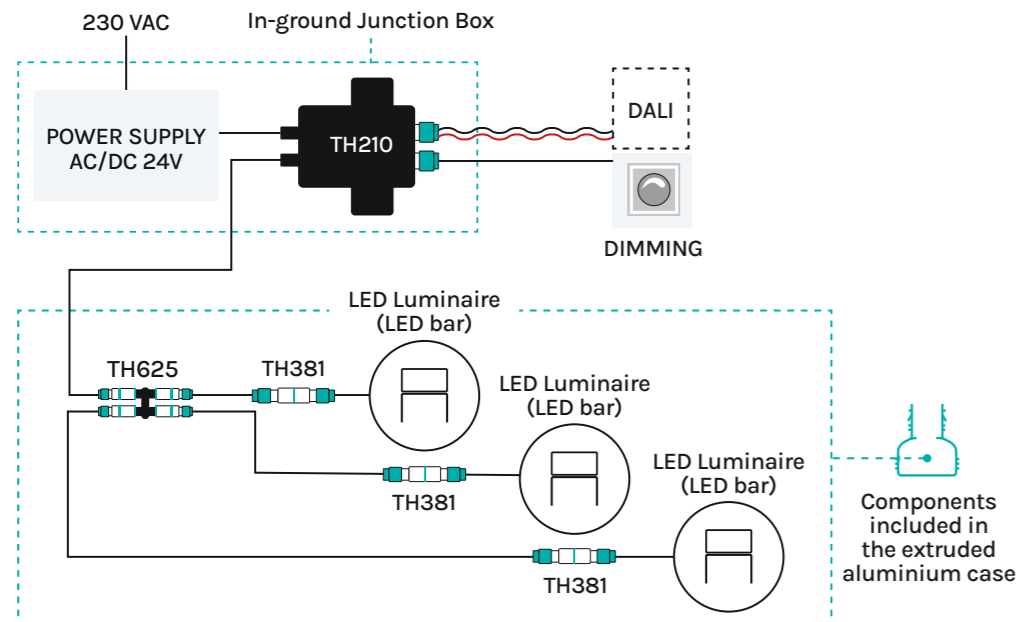 230 VAC
In-ground Junction Box
POWER SUPPLY
AC/DC 24V
TH210
DALI
DIMMING
LED Luminaire
(LED bar)
TH625
TH381
LED Luminaire
(LED bar)
TH381
LED Luminaire
(LED bar)
TH381
Components
included in
the extruded
aluminium case